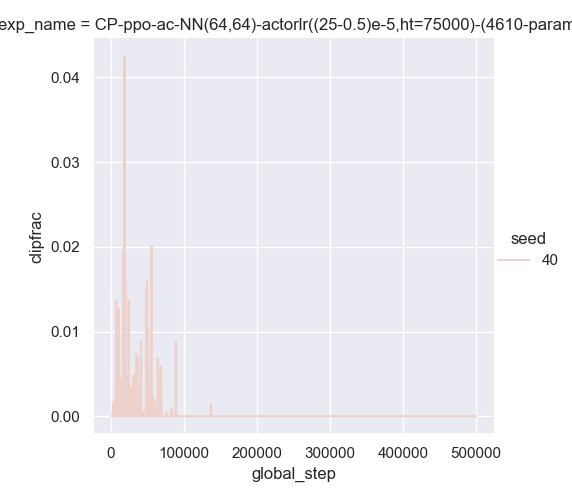 exp_name = CP-ppo-ac-NN(64,64)-actorlr((25-0.5)e-5,ht=75000)-(4610-param
0.04
0.03
0.02
0.01
0.00
clipfrac
0 100000 200000 300000 400000 500000
global_step
seed
40